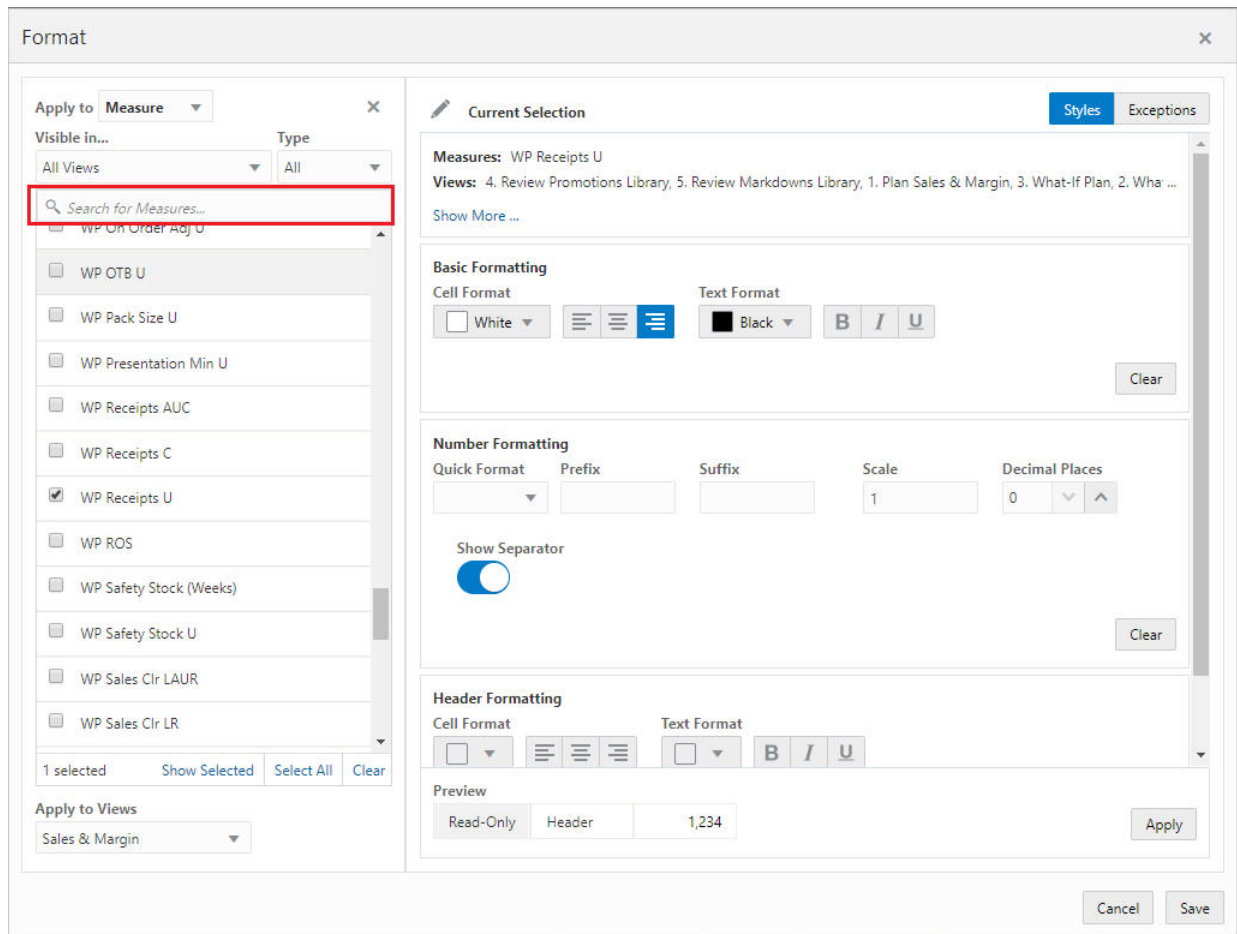 Format
Apply to Measure
Visible in... Type
All Views All
Search for Measures...
WP On Order Adj U
WP OTB U
WP Pack Size U
WP Presentation Min U
WP Receipts AUC
WP Receipts C
WP Receipts U
WP ROS
WP Safety Stock (Weeks)
WP Safety Stock U
WP Sales Clr LAUR
WP Sales Clr LR
1 selected Show Selected Select All Clear
Apply to Views
Sales & Margin
Current Selection Styles Exceptions
Measures: WP Receipts U
Views: 4. Review Promotions Library, 5. Review Markdowns Library, 1. Plan Sales & Margin, 3. What-If Plan, 2. Wha ...
Show More ...
Basic Formatting
Cell Format Text Format
White Black B I U
Clear
Number Formatting
Quick Format Prefix Suffix Scale Decimal Places
1 0
Show Separator
Clear
Header Formatting
Cell Format Text Format
B I U
Preview
Read-Only Header 1,234
Apply
Cancel Save